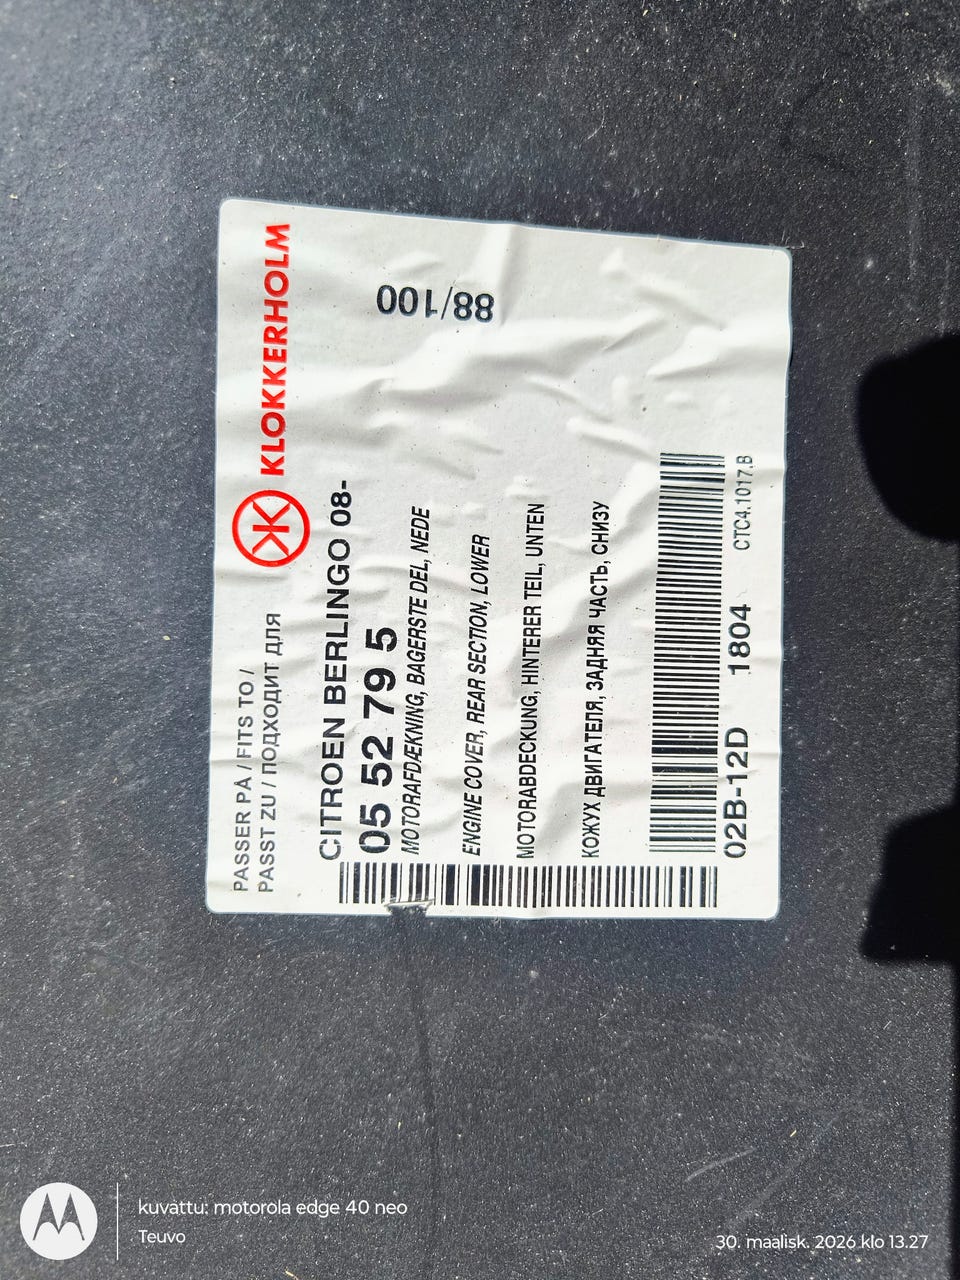 PASSER PÅ / FITS TO /
PASST ZU / ПОДХОДИТ ДЛЯ
KLOKKERHOLM
CITROEN BERLINGO 08-
05 52 79 5
MOTORAFDÆKNING, BAGERSTE DEL, NEDE
88/100
ENGINE COVER, REAR SECTION, LOWER
MOTORABDECKUNG, HINTERER TEIL, UNTEN
КОЖУХ ДВИГАТЕЛЯ, ЗАДНЯЯ ЧАСТЬ, СНИЗУ
02B-12D 1804 CTC4.1017.B
kuvattu: motorola edge 40 neo
Teuvo
30. maalisk. 2026 klo 13.27